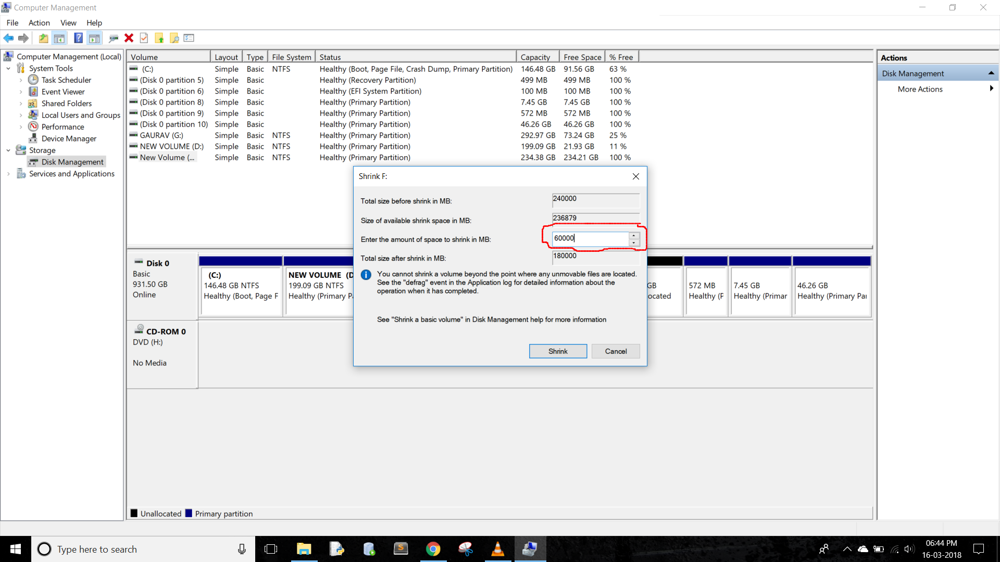 Computer Management
File Action View Help
Computer Management (Local)
System Tools
Task Scheduler
Event Viewer
Shared Folders
Local Users and Groups
Performance
Device Manager
Storage
Disk Management
Services and Applications
Volume Layout Type File System Status Capacity Free Space % Free
(C:) Simple Basic NTFS Healthy (Boot, Page File, Crash Dump, Primary Partition) 146.48 GB 91.56 GB 63 %
(Disk 0 partition 5) Simple Basic Healthy (Recovery Partition) 499 MB 499 MB 100 %
(Disk 0 partition 6) Simple Basic Healthy (EFI System Partition) 100 MB 100 MB 100 %
(Disk 0 partition 8) Simple Basic Healthy (Primary Partition) 7.45 GB 7.45 GB 100 %
(Disk 0 partition 9) Simple Basic Healthy (Primary Partition) 572 MB 572 MB 100 %
(Disk 0 partition 10) Simple Basic Healthy (Primary Partition) 46.26 GB 46.26 GB 100 %
GAURAV (G:) Simple Basic NTFS Healthy (Primary Partition) 292.97 GB 73.24 GB 25 %
NEW VOLUME (D:) Simple Basic NTFS Healthy (Primary Partition) 199.09 GB 21.93 GB 11 %
New Volume (... Simple Basic NTFS Healthy (Primary Partition) 234.38 GB 234.21 GB 100 %
Actions
Disk Management
More Actions
Shrink F:
Total size before shrink in MB: 240000
Size of available shrink space in MB: 236879
Enter the amount of space to shrink in MB: 60000
Total size after shrink in MB: 180000
You cannot shrink a volume beyond the point where any unmovable files are located.
See the "defrag" event in the Application log for detailed information about the
operation when it has completed.
See "Shrink a basic volume" in Disk Management help for more information
Shrink Cancel
Disk 0
Basic
931.50 GB
Online
(C:)
146.48 GB NTFS
Healthy (Boot, Page F
NEW VOLUME (D
199.09 GB NTFS
Healthy (Primary Pa
GB
ocated
572 MB
Healthy (P
7.45 GB
Healthy (Primar
46.26 GB
Healthy (Primary Par
CD-ROM 0
DVD (H:)
No Media
Unallocated Primary partition
Type here to search
06:44 PM
16-03-2018